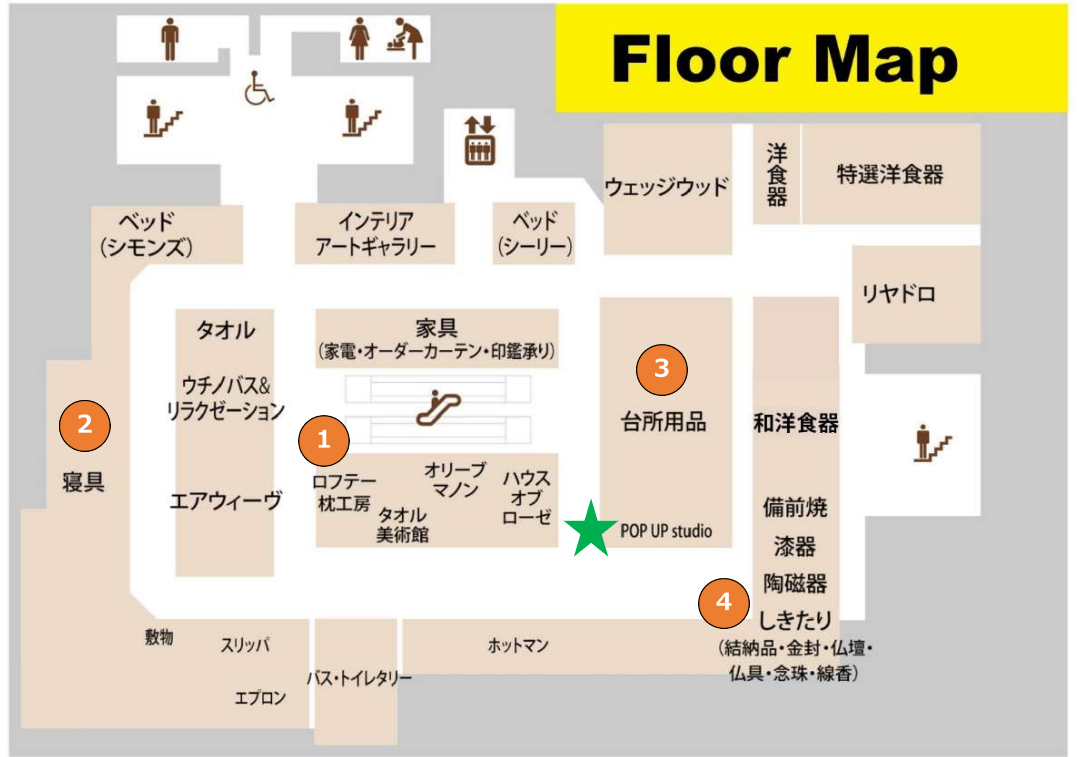 Floor Map
洋食器
特選洋食器
ウェッジウッド
ベッド
(シモンズ)
インテリア
アートギャラリー
ベッド
(シーリー)
リヤドロ
タオル
家具
(家電・オーダーカーテン・印鑑承り)
3
ウチノバス&
リラクゼーション
2
1
台所用品
和洋食器
寝具
エアウィーヴ
ロフテー
枕工房
タオル
美術館
オリーブ
マノン
ハウス
オブ
ローゼ
POP UP studio
備前焼
漆器
陶磁器
4
しきたり
(結納品・金封・仏壇・
仏具・念珠・線香)
敷物
スリッパ
エプロン
バス・トイレタリー
ホットマン